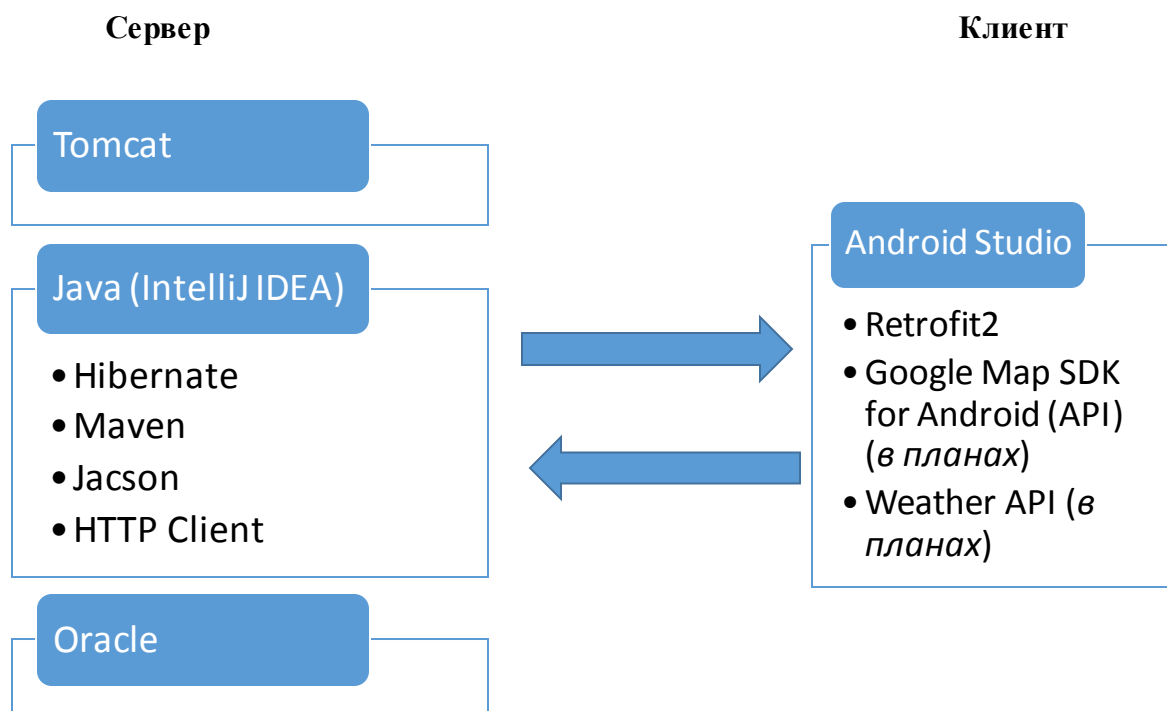 Сервер
Клиент
Tomcat
Java (IntelliJ IDEA)
• Hibernate
• Maven
• Jacson
• HTTP Client
Oracle
Android Studio
• Retrofit2
• Google Map SDK
for Android (API)
(в планах)
• Weather API (в
планах)